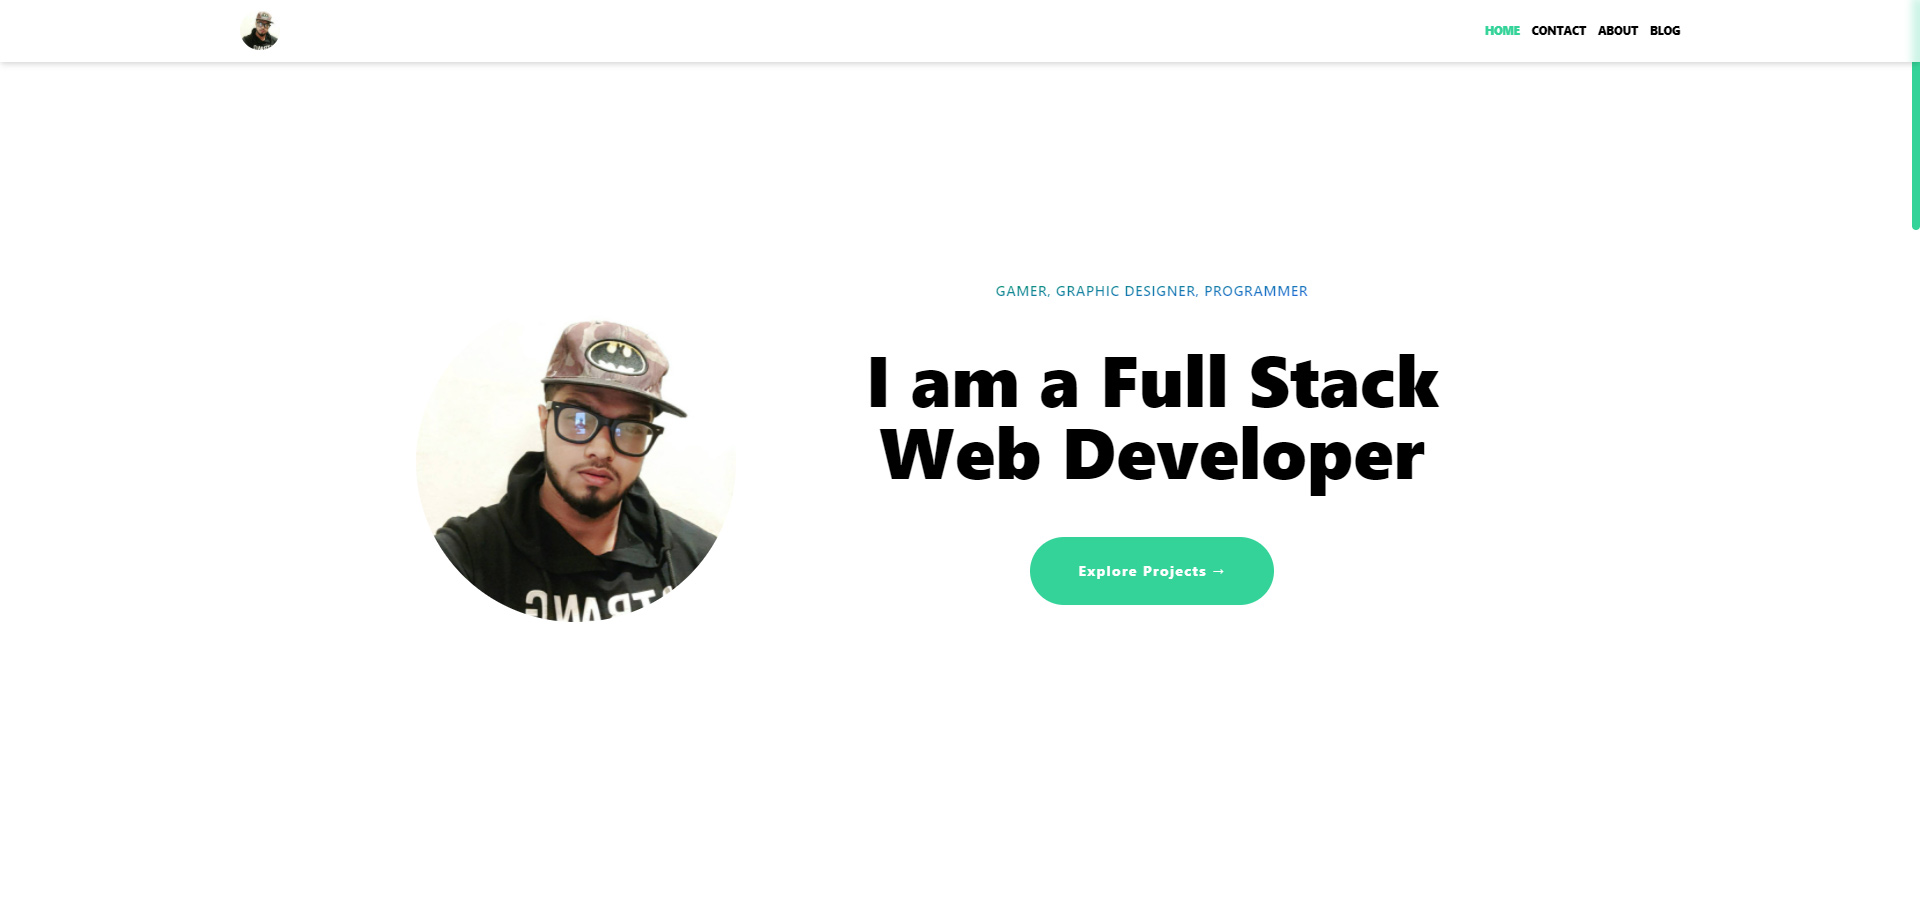 HOME CONTACT ABOUT BLOG
GAMER, GRAPHIC DESIGNER, PROGRAMMER
I am a Full Stack
Web Developer
Explore Projects →